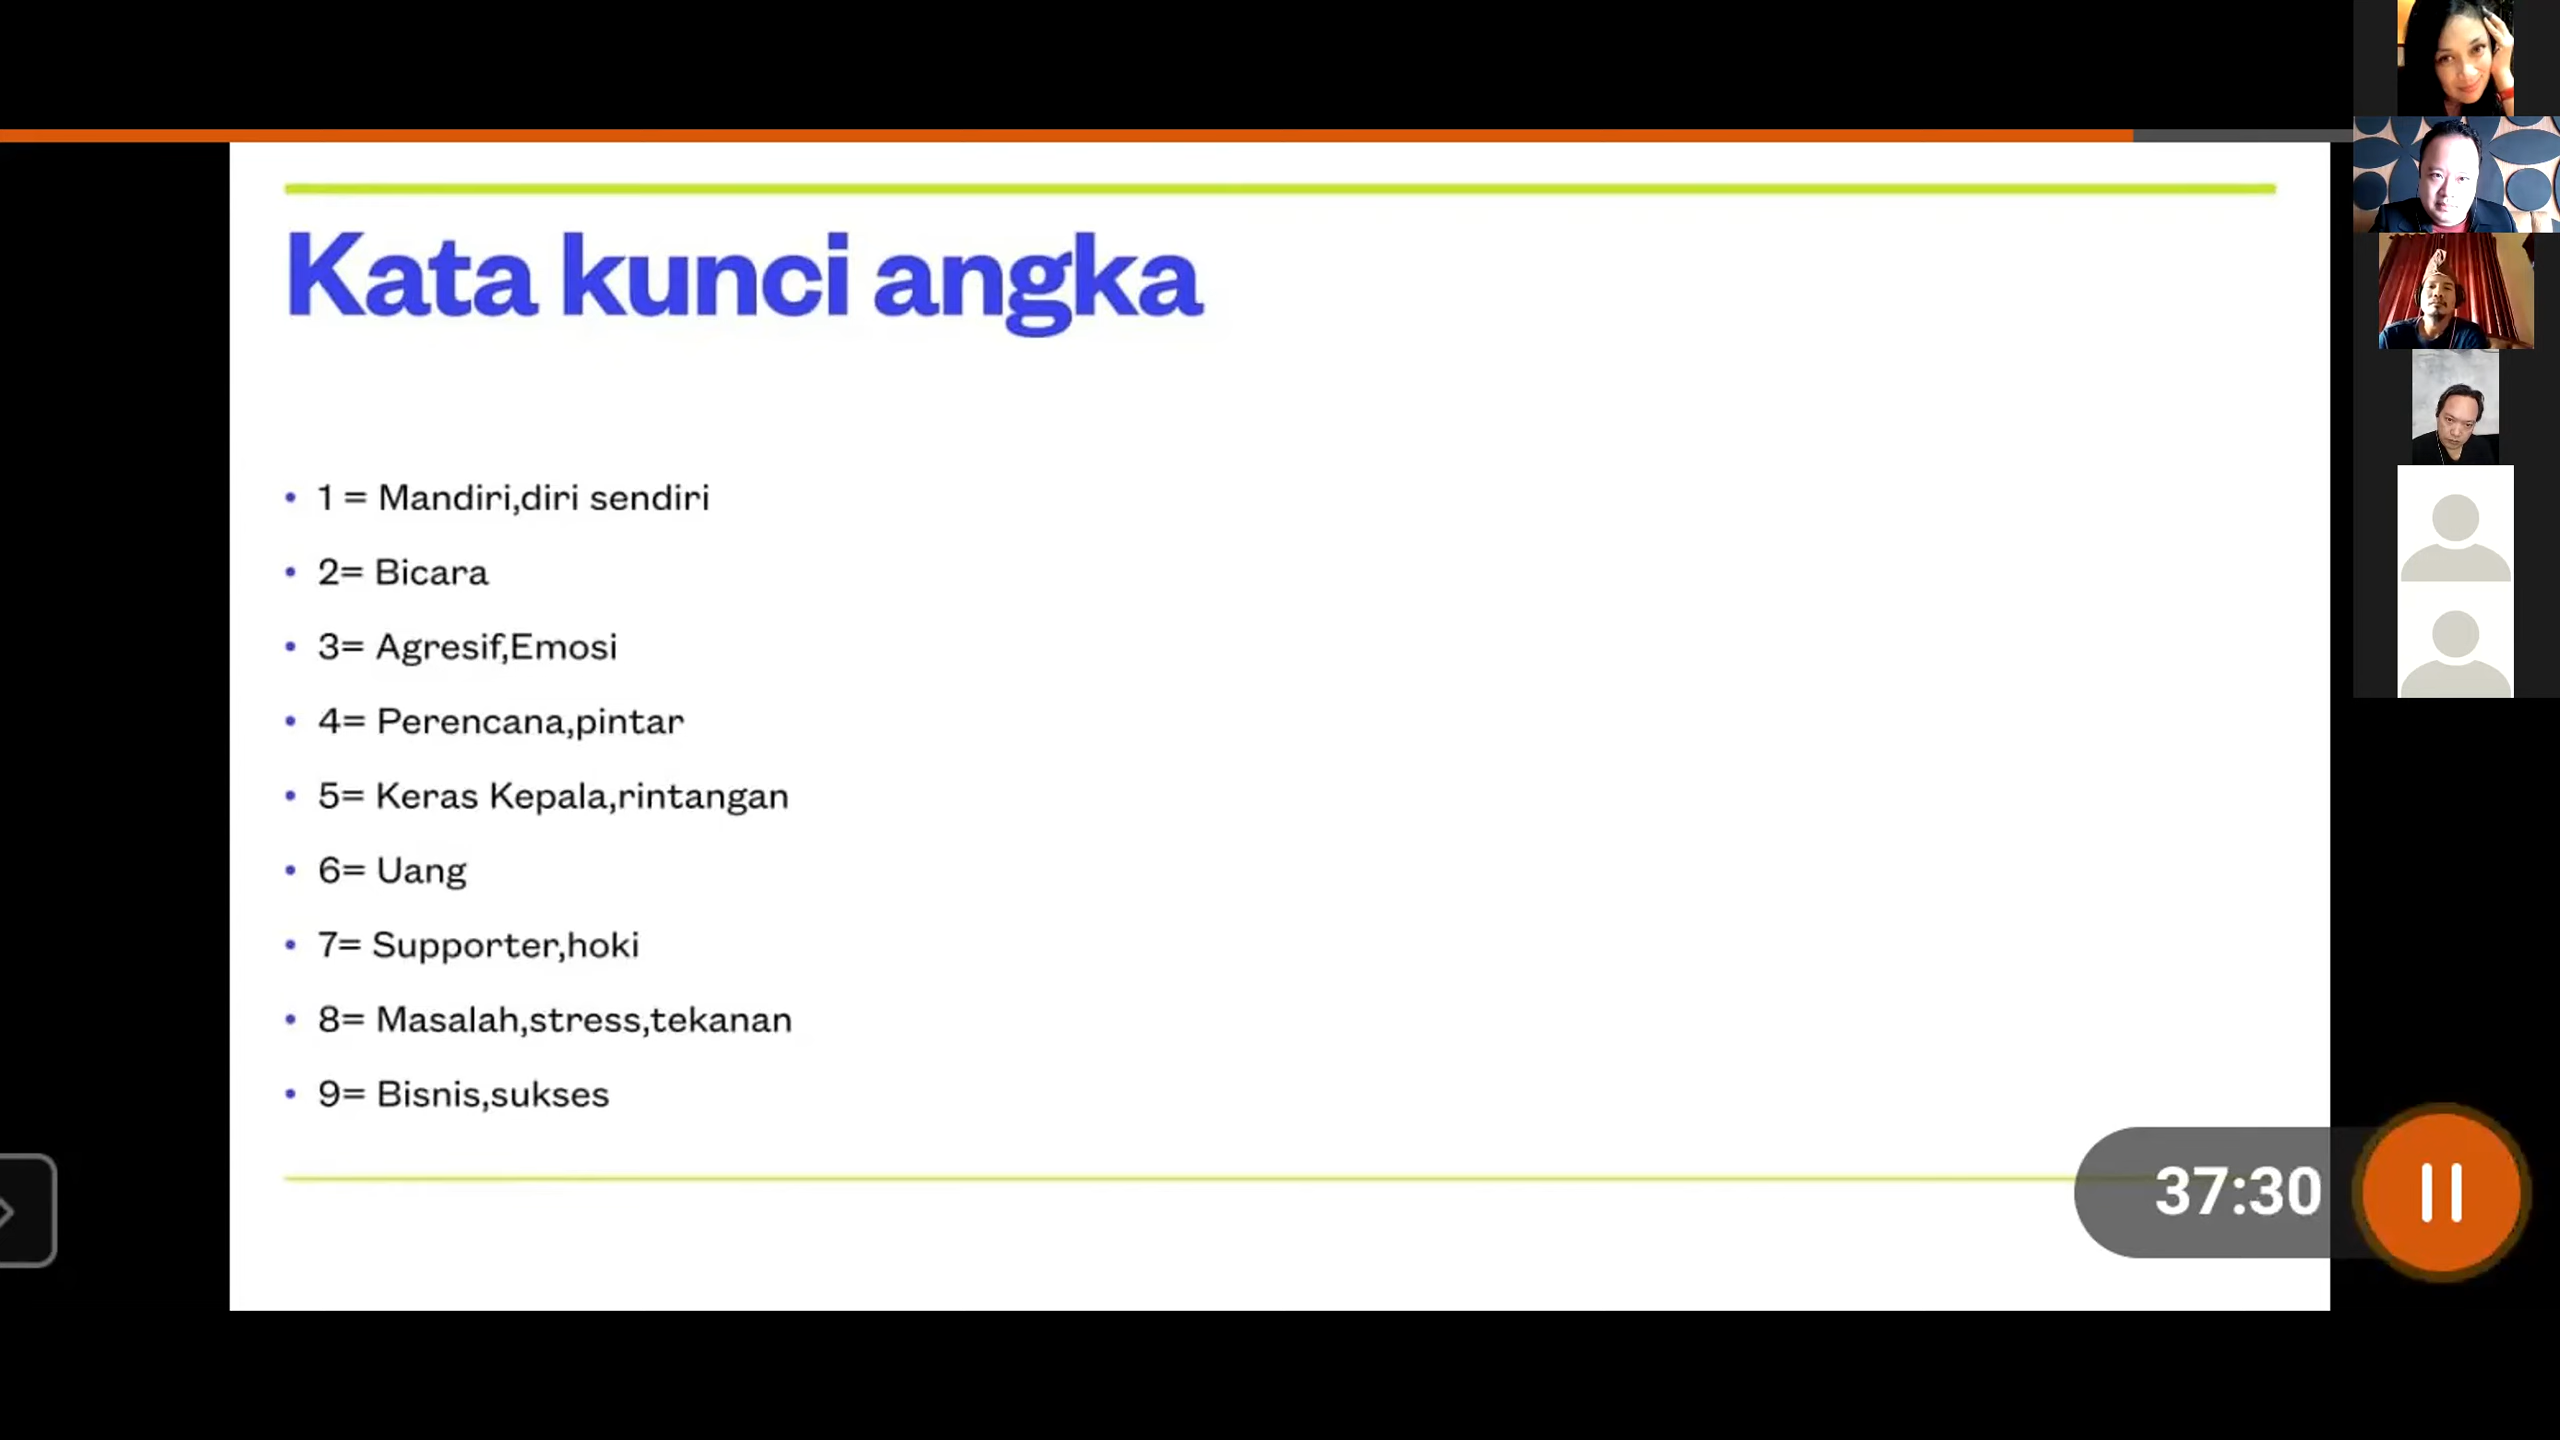 Kata kunci angka
• 1 = Mandiri,diri sendiri
• 2= Bicara
• 3= Agresif,Emosi
• 4= Perencana,pintar
• 5= Keras Kepala,rintangan
• 6= Uang
• 7= Supporter,hoki
• 8= Masalah,stress,tekanan
• 9= Bisnis,sukses
37:30